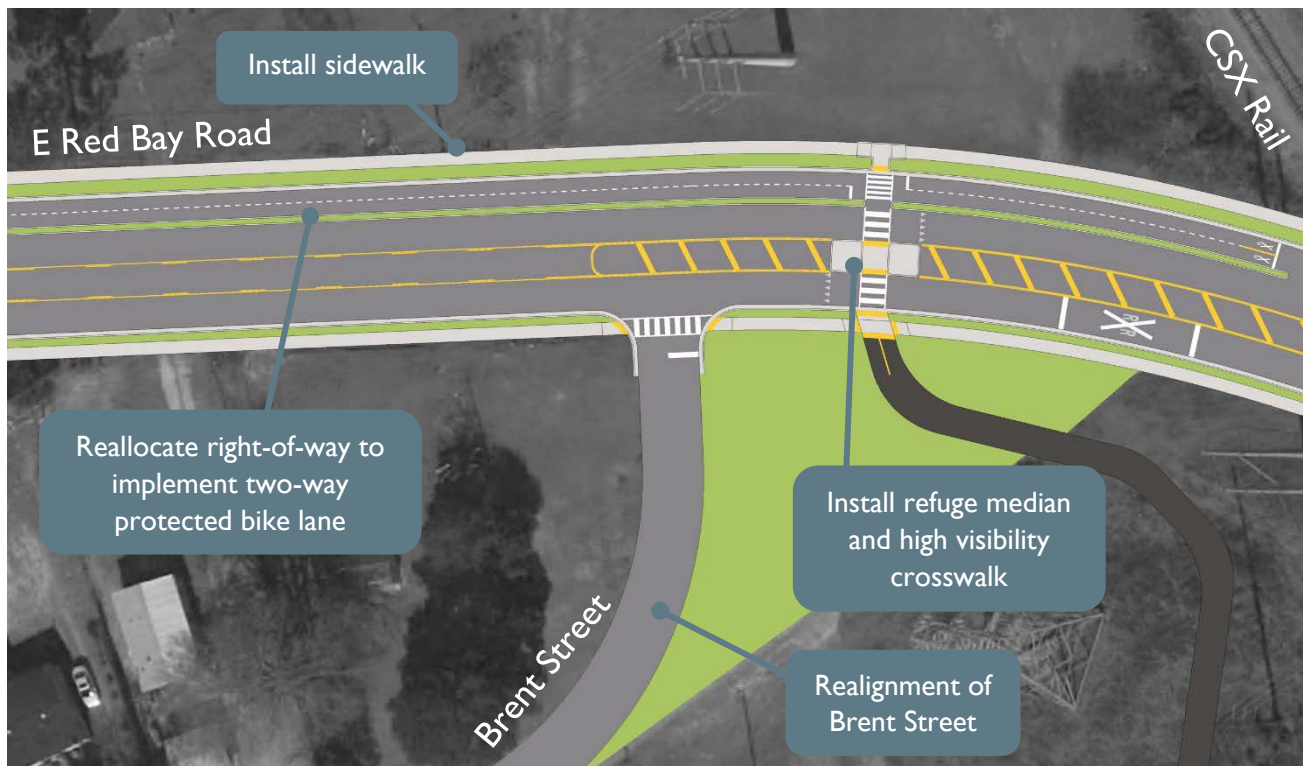 Install sidewalk
E Red Bay Road
CSX Rail
Reallocate right-of-way to
implement two-way
protected bike lane
Install refuge median
and high visibility
crosswalk
Brent Street
Realignment of
Brent Street
R R